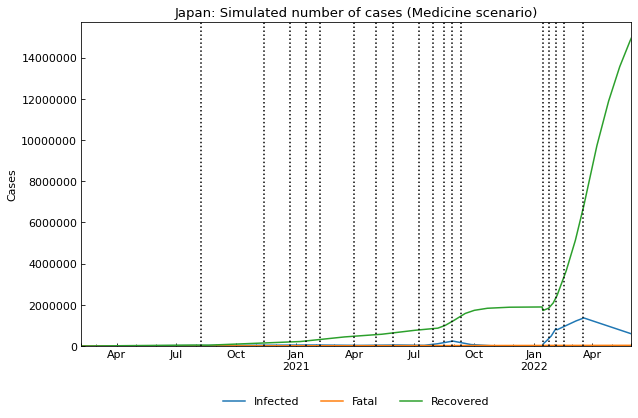 Japan: Simulated number of cases (Medicine scenario)
Cases
14000000
12000000
10000000
8000000
6000000
4000000
2000000
0
Apr Jul Oct Jan Apr Jul Oct Jan Apr
2021 2022
Infected Fatal Recovered